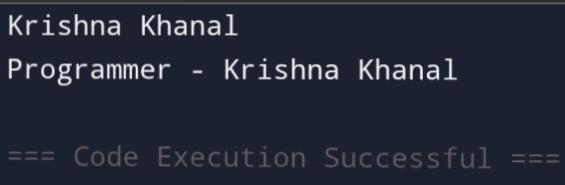 Krishna Khanal
Programmer - Krishna Khanal
=== Code Execution Successful ===